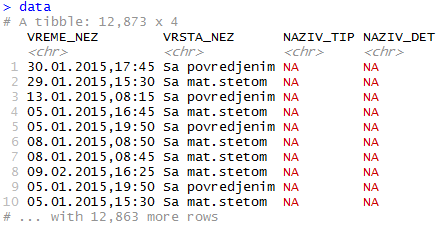 > data
# A tibble: 12,873 x 4
VREME_NEZ VRSTA_NEZ NAZIV_TIP NAZIV_DET
<chr> <chr> <chr> <chr>
1 30.01.2015,17:45 Sa povredjenim NA NA
2 29.01.2015,15:30 Sa mat.stetom NA NA
3 13.01.2015,08:15 Sa povredjenim NA NA
4 05.01.2015,16:45 Sa mat.stetom NA NA
5 05.01.2015,19:50 Sa povredjenim NA NA
6 08.01.2015,08:50 Sa mat.stetom NA NA
7 08.01.2015,08:45 Sa mat.stetom NA NA
8 09.02.2015,16:25 Sa mat.stetom NA NA
9 05.01.2015,19:50 Sa povredjenim NA NA
10 05.01.2015,15:30 Sa mat.stetom NA NA
# ... with 12,863 more rows